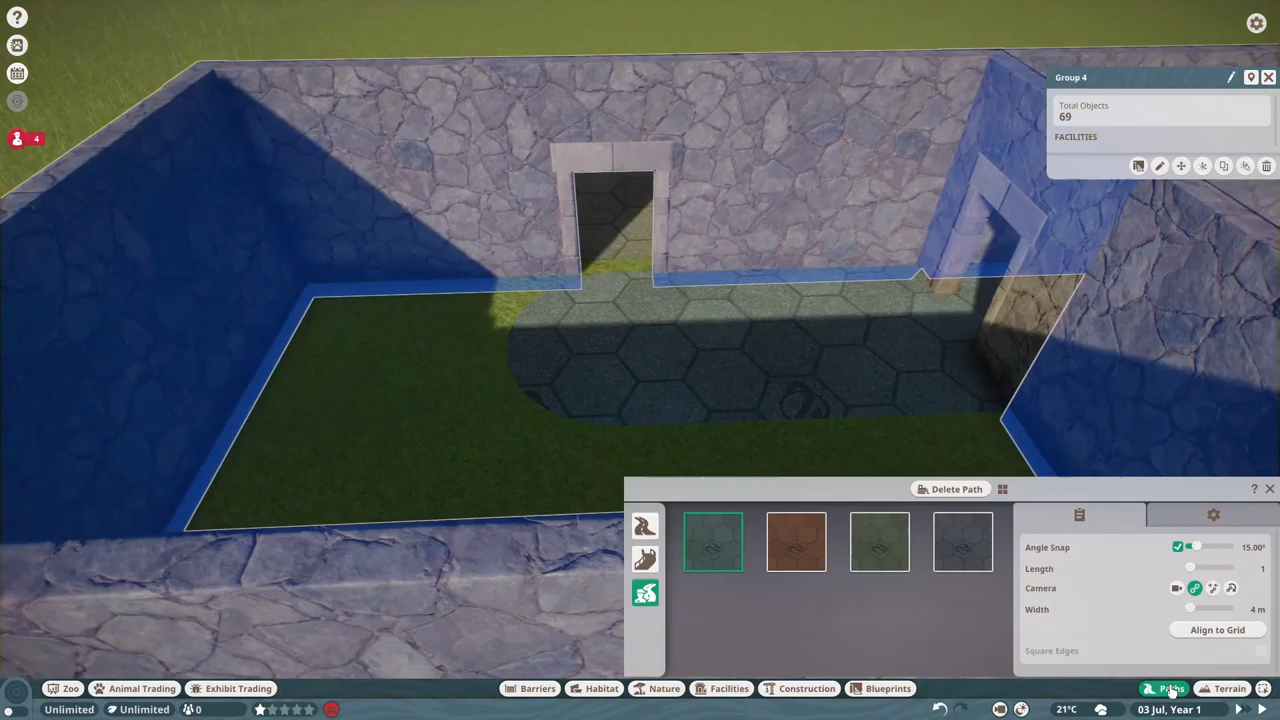 ?
4
Group 4
Total Objects
69
FACILITIES
Delete Path
?
Angle Snap
15.00°
Length
1
Camera
Width
4 m
Align to Grid
Square Edges
Zoo
Animal Trading
Exhibit Trading
Barriers
Habitat
Nature
Facilities
Construction
Blueprints
Paths
Terrain
Unlimited
Unlimited
0
21°C
03 Jul, Year 1